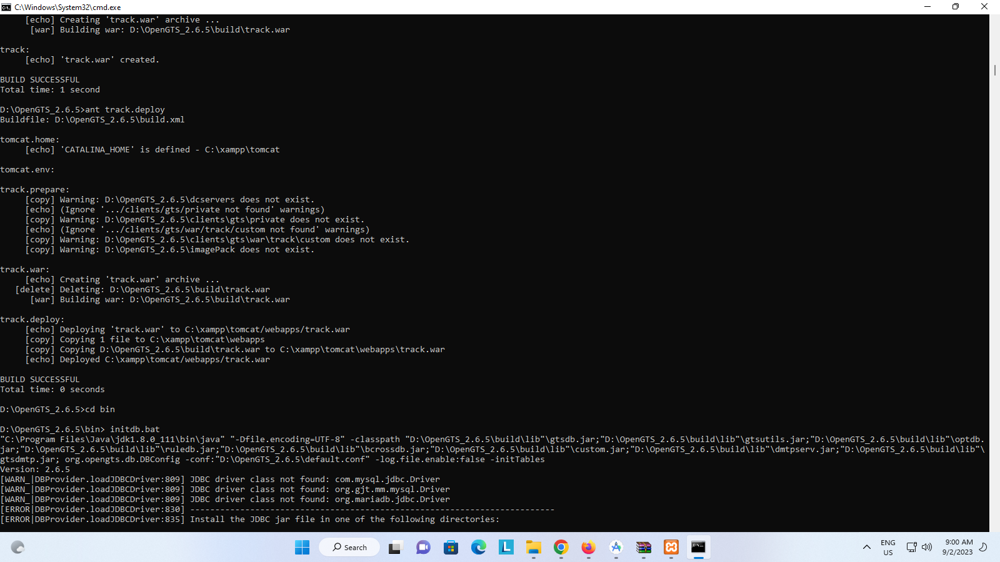 C:\Windows\System32\cmd.exe
[echo] Creating 'track.war' archive ...
[war] Building war: D:\OpenGTS_2.6.5\build\track.war
track:
[echo] 'track.war' created.
BUILD SUCCESSFUL
Total time: 1 second
D:\OpenGTS_2.6.5>ant track.deploy
Buildfile: D:\OpenGTS_2.6.5\build.xml
tomcat.home:
[echo] 'CATALINA_HOME' is defined - C:\xampp\tomcat
tomcat.env:
track.prepare:
[copy] Warning: D:\OpenGTS_2.6.5\dcservers does not exist.
[echo] (Ignore '.../clients/gts/private not found' warnings)
[copy] Warning: D:\OpenGTS_2.6.5\clients\gts\private does not exist.
[echo] (Ignore '.../clients/gts/war/track/custom not found' warnings)
[copy] Warning: D:\OpenGTS_2.6.5\clients\gts\war\track\custom does not exist.
[copy] Warning: D:\OpenGTS_2.6.5\imagePack does not exist.
track.war:
[echo] Creating 'track.war' archive ...
[delete] Deleting: D:\OpenGTS_2.6.5\build\track.war
[war] Building war: D:\OpenGTS_2.6.5\build\track.war
track.deploy:
[echo] Deploying 'track.war' to C:\xampp\tomcat/webapps/track.war
[copy] Copying 1 file to C:\xampp\tomcat\webapps
[copy] Copying D:\OpenGTS_2.6.5\build\track.war to C:\xampp\tomcat\webapps\track.war
[echo] Deployed C:\xampp\tomcat/webapps/track.war
BUILD SUCCESSFUL
Total time: 0 seconds
D:\OpenGTS_2.6.5>cd bin
D:\OpenGTS_2.6.5\bin> initdb.bat
"C:\Program Files\Java\jdk1.8.0_111\bin\java" "-Dfile.encoding=UTF-8" -classpath "D:\OpenGTS_2.6.5\build\lib"\gtsdb.jar;"D:\OpenGTS_2.6.5\build\lib"\gtsutils.jar;"D:\OpenGTS_2.6.5\build\lib"\optdb.
jar;"D:\OpenGTS_2.6.5\build\lib"\ruledb.jar;"D:\OpenGTS_2.6.5\build\lib"\bcrossdb.jar;"D:\OpenGTS_2.6.5\build\lib"\custom.jar;"D:\OpenGTS_2.6.5\build\lib"\dmtpserv.jar;"D:\OpenGTS_2.6.5\build\lib"\
gtsdmtp.jar; org.opengts.db.DBConfig -conf:"D:\OpenGTS_2.6.5\default.conf" -log.file.enable:false -initTables
Version: 2.6.5
[WARN_|DBProvider.loadJDBCDriver:809] JDBC driver class not found: com.mysql.jdbc.Driver
[WARN_|DBProvider.loadJDBCDriver:809] JDBC driver class not found: org.gjt.mm.mysql.Driver
[WARN_|DBProvider.loadJDBCDriver:809] JDBC driver class not found: org.mariadb.jdbc.Driver
[ERROR|DBProvider.loadJDBCDriver:830] -------------------------------------------------------------------------
[ERROR|DBProvider.loadJDBCDriver:835] Install the JDBC jar file in one of the following directories:
Search
L
ENG
US
9:00 AM
9/2/2023